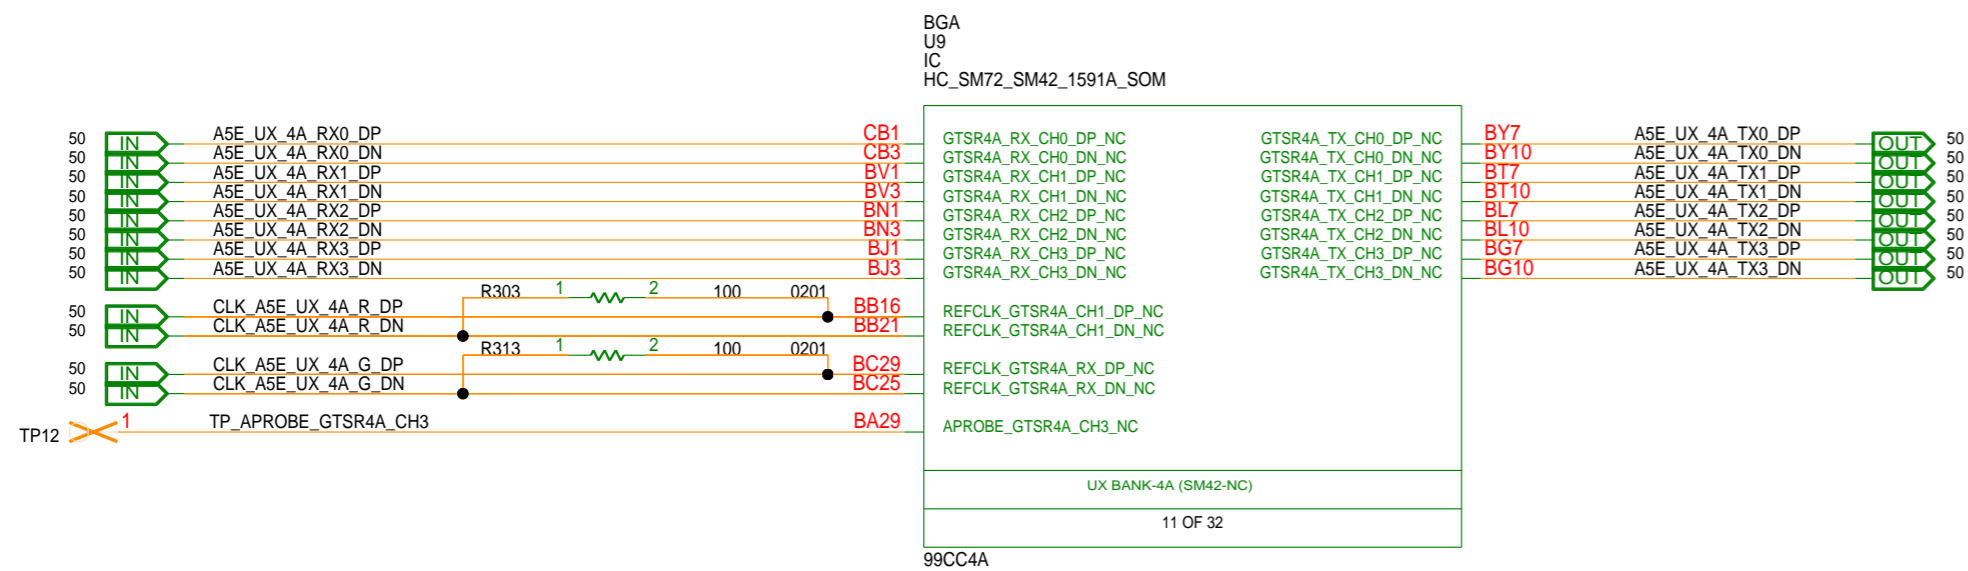 BGA
U9
IC
HC_SM72_SM42_1591A_SOM
50 IN A5E_UX_4A_RX0_DP CB1 GTSR4A_RX_CH0_DP_NC GTSR4A_TX_CH0_DP_NC BY7 A5E_UX_4A_TX0_DP OUT 50
50 IN A5E_UX_4A_RX0_DN CB3 GTSR4A_RX_CH0_DN_NC GTSR4A_TX_CH0_DN_NC BY10 A5E_UX_4A_TX0_DN OUT 50
50 IN A5E_UX_4A_RX1_DP BV1 GTSR4A_RX_CH1_DP_NC GTSR4A_TX_CH1_DP_NC BT7 A5E_UX_4A_TX1_DP OUT 50
50 IN A5E_UX_4A_RX1_DN BV3 GTSR4A_RX_CH1_DN_NC GTSR4A_TX_CH1_DN_NC BT10 A5E_UX_4A_TX1_DN OUT 50
50 IN A5E_UX_4A_RX2_DP BN1 GTSR4A_RX_CH2_DP_NC GTSR4A_TX_CH2_DP_NC BL7 A5E_UX_4A_TX2_DP OUT 50
50 IN A5E_UX_4A_RX2_DN BN3 GTSR4A_RX_CH2_DN_NC GTSR4A_TX_CH2_DN_NC BL10 A5E_UX_4A_TX2_DN OUT 50
50 IN A5E_UX_4A_RX3_DP BJ1 GTSR4A_RX_CH3_DP_NC GTSR4A_TX_CH3_DP_NC BG7 A5E_UX_4A_TX3_DP OUT 50
50 IN A5E_UX_4A_RX3_DN BJ3 GTSR4A_RX_CH3_DN_NC GTSR4A_TX_CH3_DN_NC BG10 A5E_UX_4A_TX3_DN OUT 50
R303 1 2 100 0201
50 IN CLK_A5E_UX_4A_R_DP BB16 REFCLK_GTSR4A_CH1_DP_NC
50 IN CLK_A5E_UX_4A_R_DN BB21 REFCLK_GTSR4A_CH1_DN_NC
R313 1 2 100 0201
50 IN CLK_A5E_UX_4A_G_DP BC29 REFCLK_GTSR4A_RX_DP_NC
50 IN CLK_A5E_UX_4A_G_DN BC25 REFCLK_GTSR4A_RX_DN_NC
TP12 1 TP_APROBE_GTSR4A_CH3 BA29 APROBE_GTSR4A_CH3_NC
UX BANK-4A (SM42-NC)
11 OF 32
99CC4A